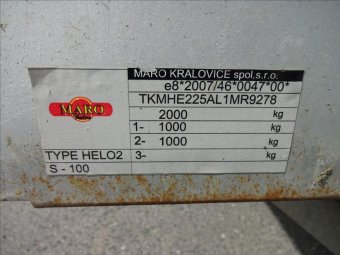 MARO KRALOVICE spol.s.r.o.
e8*2007/46*0047*00*
TKMHE225AL1MR9278
2000 kg
1- 1000 kg
2- 1000 kg
3- kg
MARO
TYPE HELO2
S - 100